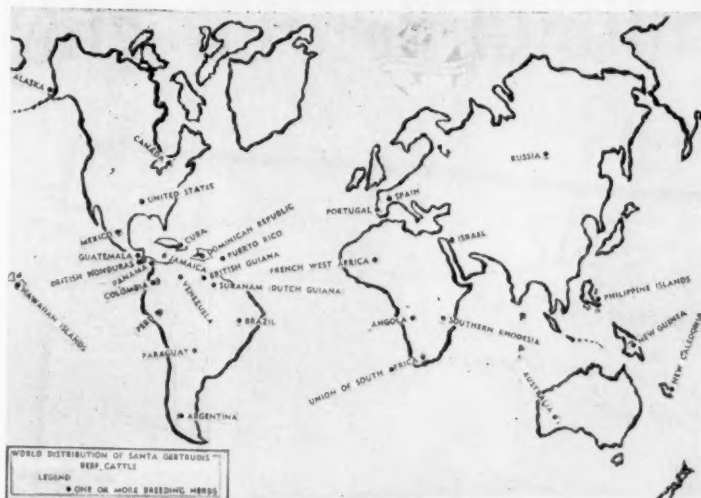 ALASKA
CANADA
UNITED STATES
MEXICO
CUBA
DOMINICAN REPUBLIC
PUERTO RICO
GUATEMALA
JAMAICA
BRITISH GUIANA
BRITISH HONDURAS
PANAMA
SURANAM (DUTCH GUIANA)
COLOMBIA
VENEZUELA
HAWAIIAN ISLANDS
PERU
BRAZIL
PARAGUAY
ARGENTINA
RUSSIA
SPAIN
PORTUGAL
ISRAEL
FRENCH WEST AFRICA
PHILIPPINE ISLANDS
ANGOLA
SOUTHERN RHODESIA
NEW GUINEA
NEW CALEDONIA
UNION OF SOUTH AFRICA
AUSTRALIA
WORLD DISTRIBUTION OF SANTA GERTRUDIS
BEEF CATTLE
LEGEND
● ONE OR MORE BREEDING HERDS